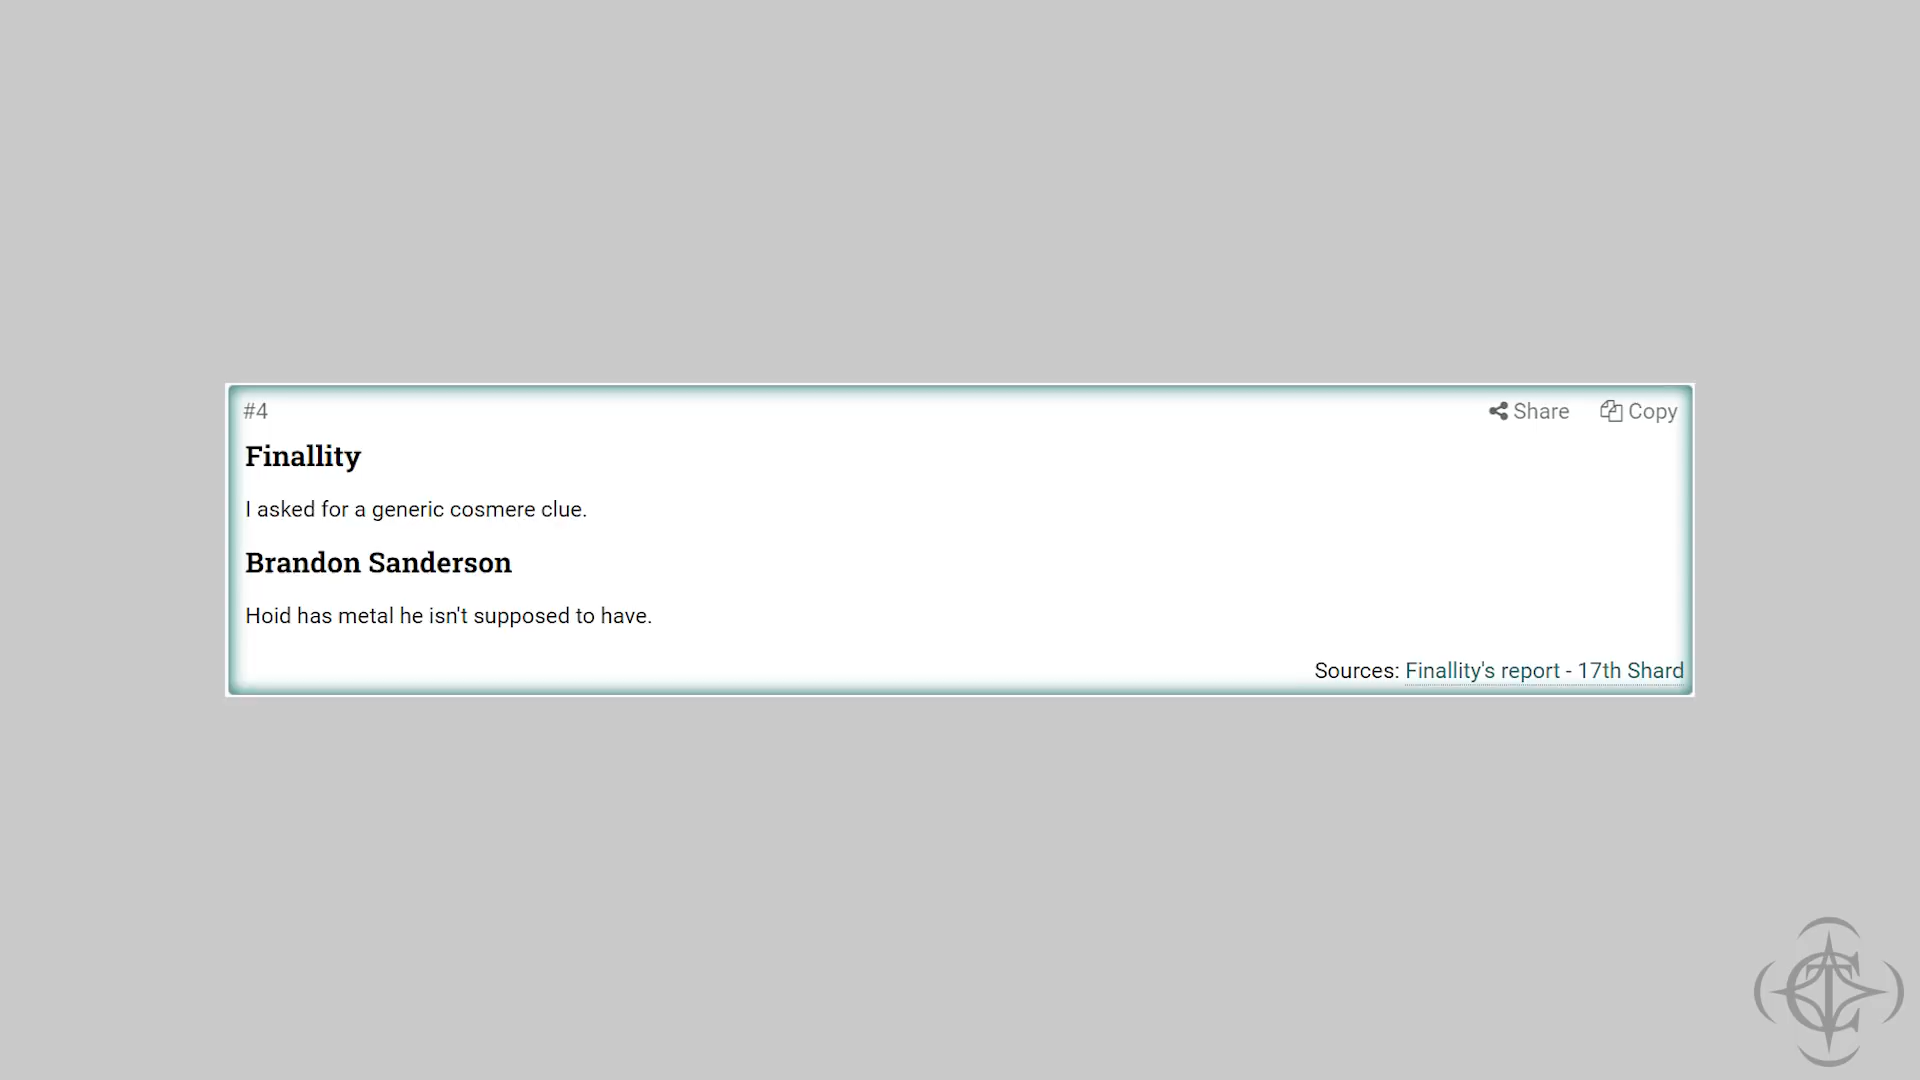 #4
Share
Copy
Finallity
I asked for a generic cosmere clue.
Brandon Sanderson
Hoid has metal he isn't supposed to have.
Sources: Finallity's report - 17th Shard